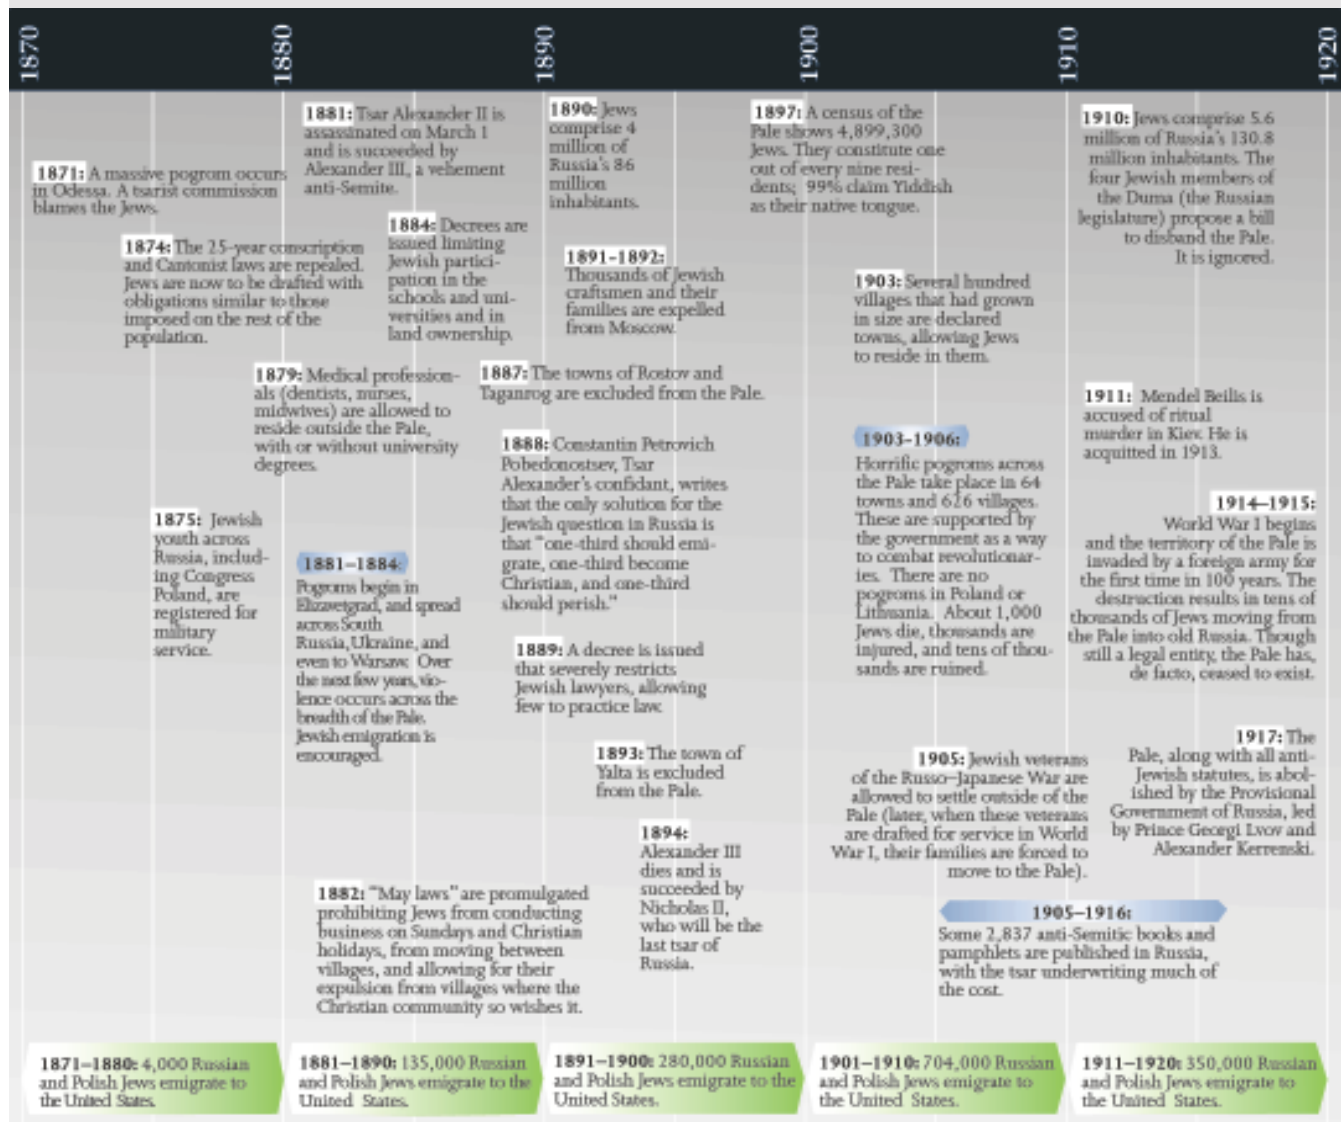 1870
1880
1890
1900
1910
1920
1871: A massive pogrom occurs
in Odessa. A tsarist commission
blames the Jews.
1874: The 25-year conscription
and Cantonist laws are repealed.
Jews are now to be drafted with
obligations similar to those
imposed on the rest of the
population.
1879: Medical profession-
als (dentists, nurses,
midwives) are allowed to
reside outside the Pale,
with or without university
degrees.
1875: Jewish
youth across
Russia, includ-
ing Congress
Poland, are
registered for
military
service.
1881: Tsar Alexander II is
assassinated on March 1
and is succeeded by
Alexander III, a vehement
anti-Semite.
1884: Decrees are
issued limiting
Jewish partici-
pation in the
schools and uni-
versities and in
land ownership.
1881–1884:
Pogroms begin in
Elizavetgrad, and spread
across South
Russia, Ukraine, and
even to Warsaw. Over
the next few years, vio-
lence occurs across the
breadth of the Pale.
Jewish emigration is
encouraged.
1882: "May laws" are promulgated
prohibiting Jews from conducting
business on Sundays and Christian
holidays, from moving between
villages, and allowing for their
expulsion from villages where the
Christian community so wishes it.
1890: Jews
comprise 4
million of
Russia's 86
million
inhabitants.
1891–1892:
Thousands of Jewish
craftsmen and their
families are expelled
from Moscow.
1887: The towns of Rostov and
Taganrog are excluded from the Pale.
1888: Constantin Petrovich
Pobedonostsev, Tsar
Alexander's confidant, writes
that the only solution for the
Jewish question in Russia is
that "one-third should emi-
grate, one-third become
Christian, and one-third
should perish."
1889: A decree is issued
that severely restricts
Jewish lawyers, allowing
few to practice law.
1893: The town of
Yalta is excluded
from the Pale.
1894:
Alexander III
dies and is
succeeded by
Nicholas II,
who will be the
last tsar of
Russia.
1897: A census of the
Pale shows 4,899,300
Jews. They constitute one
out of every nine resi-
dents; 99% claim Yiddish
as their native tongue.
1903: Several hundred
villages that had grown
in size are declared
towns, allowing Jews
to reside in them.
1903–1906:
Horrific pogroms across
the Pale take place in 64
towns and 626 villages.
These are supported by
the government as a way
to combat revolutionar-
ies. There are no
pogroms in Poland or
Lithuania. About 1,000
Jews die, thousands are
injured, and tens of thou-
sands are ruined.
1905: Jewish veterans
of the Russo–Japanese War are
allowed to settle outside of the
Pale (later, when these veterans
are drafted for service in World
War I, their families are forced to
move to the Pale).
1905–1916:
Some 2,837 anti-Semitic books and
pamphlets are published in Russia,
with the tsar underwriting much of
the cost.
1910: Jews comprise 5.6
million of Russia's 130.8
million inhabitants. The
four Jewish members of
the Duma (the Russian
legislature) propose a bill
to disband the Pale.
It is ignored.
1911: Mendel Beilis is
accused of ritual
murder in Kiev. He is
acquitted in 1913.
1914–1915:
World War I begins
and the territory of the Pale is
invaded by a foreign army for
the first time in 100 years. The
destruction results in tens of
thousands of Jews moving from
the Pale into old Russia. Though
still a legal entity, the Pale has,
de facto, ceased to exist.
1917: The
Pale, along with all anti-
Jewish statutes, is abol-
ished by the Provisional
Government of Russia, led
by Prince Georgi Lvov and
Alexander Kerrenski.
1871–1880: 4,000 Russian
and Polish Jews emigrate to
the United States.
1881–1890: 135,000 Russian
and Polish Jews emigrate to the
United States.
1891–1900: 280,000 Russian
and Polish Jews emigrate to the
United States.
1901–1910: 704,000 Russian
and Polish Jews emigrate to
the United States.
1911–1920: 350,000 Russian
and Polish Jews emigrate to
the United States.